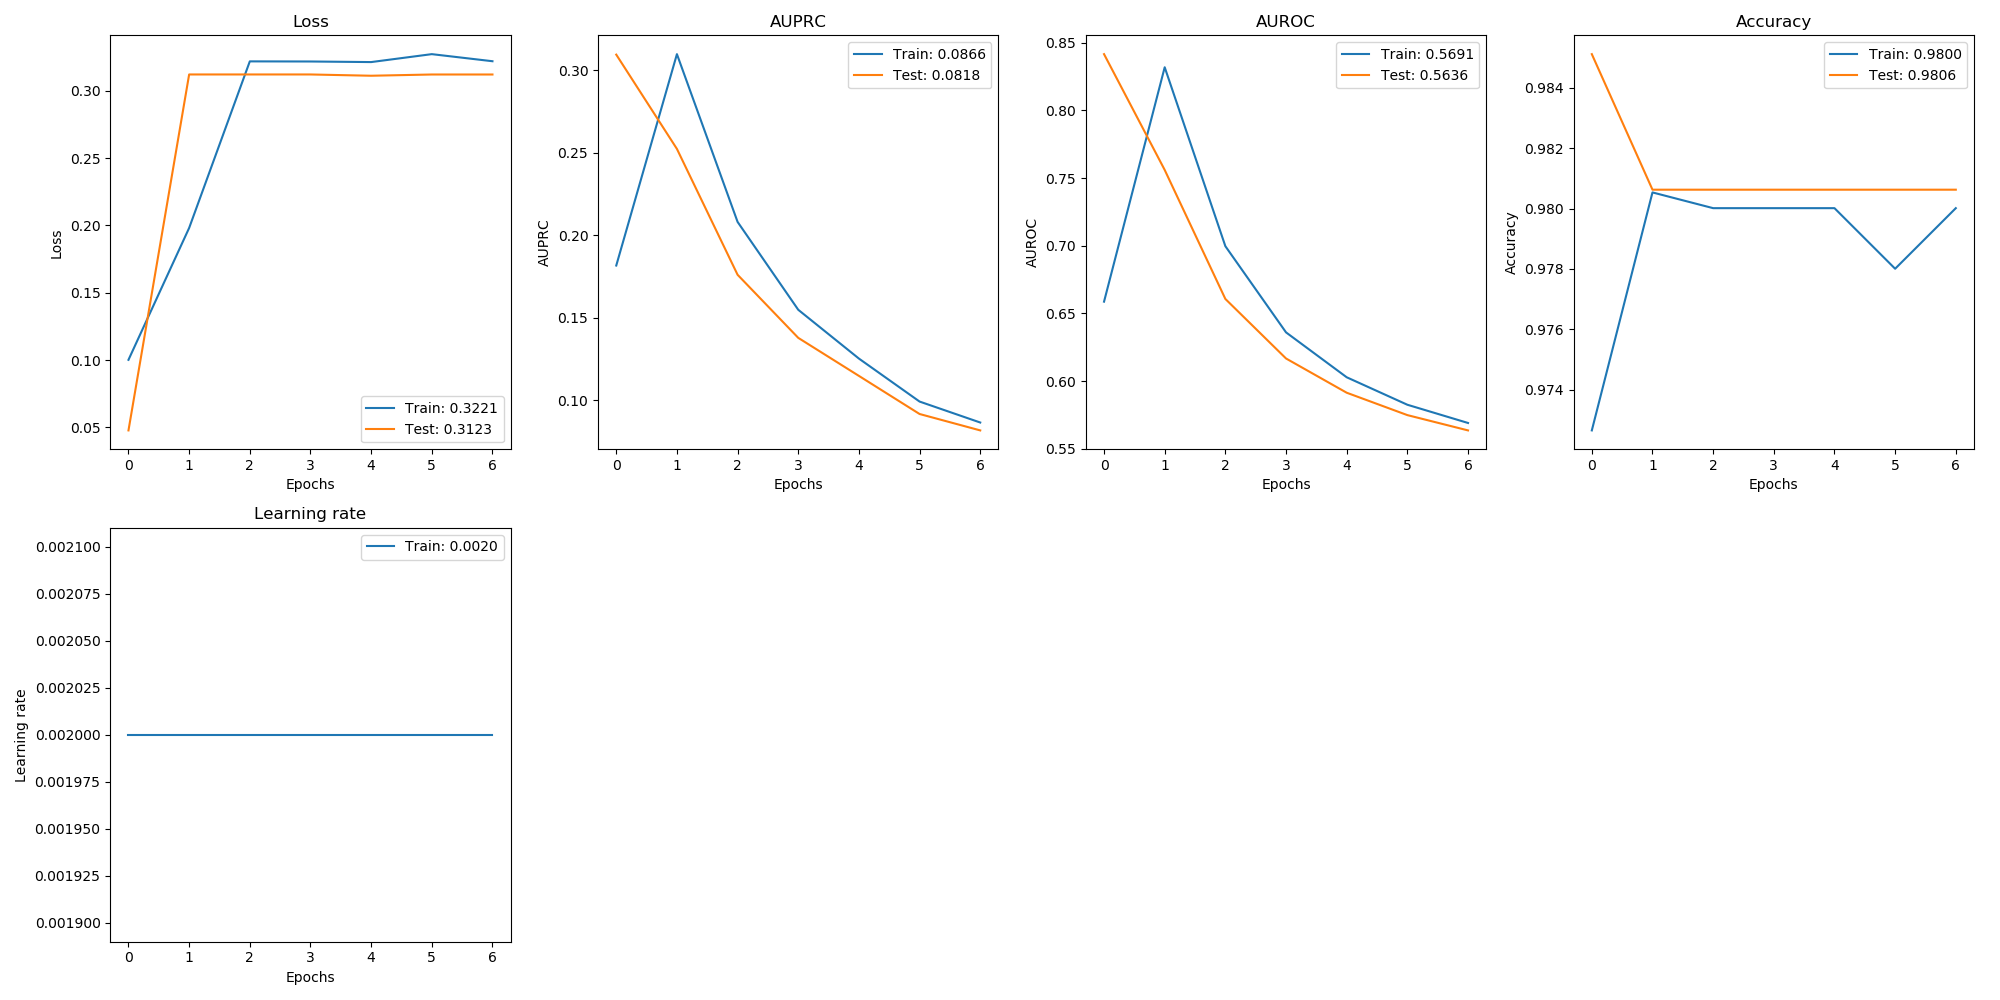 Loss
0.30
0.25
0.20
0.15
0.10
0.05
Loss
Train: 0.3221
Test: 0.3123
0 1 2 3 4 5 6
Epochs
AUPRC
0.30
0.25
0.20
0.15
0.10
AUPRC
Train: 0.0866
Test: 0.0818
0 1 2 3 4 5 6
Epochs
AUROC
0.85
0.80
0.75
0.70
0.65
0.60
0.55
AUROC
Train: 0.5691
Test: 0.5636
0 1 2 3 4 5 6
Epochs
Accuracy
0.984
0.982
0.980
0.978
0.976
0.974
Accuracy
Train: 0.9800
Test: 0.9806
0 1 2 3 4 5 6
Epochs
Learning rate
0.002100
0.002075
0.002050
0.002025
0.002000
0.001975
0.001950
0.001925
0.001900
Learning rate
Train: 0.0020
0 1 2 3 4 5 6
Epochs